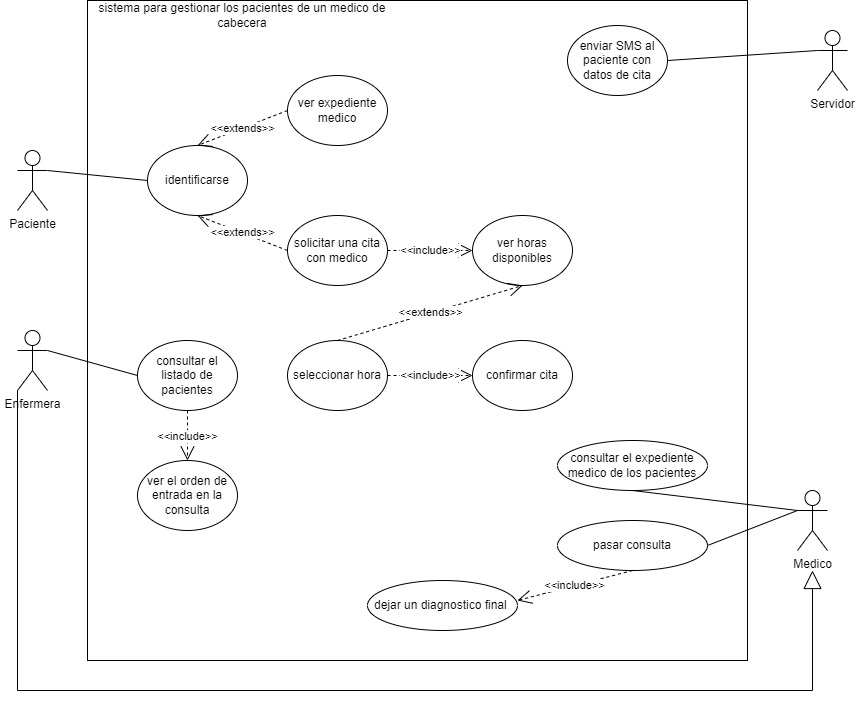 sistema para gestionar los pacientes de un medico de
cabecera
enviar SMS al
paciente con
datos de cita
Servidor
ver expediente
medico
<<extends>>
identificarse
Paciente
<<extends>>
solicitar una cita
con medico
<<include>>
ver horas
disponibles
<<extends>>
Enfermera
consultar el
listado de
pacientes
seleccionar hora
<<include>>
confirmar cita
<<include>>
ver el orden de
entrada en la
consulta
consultar el expediente
medico de los pacientes
pasar consulta
Medico
<<include>>
dejar un diagnostico final